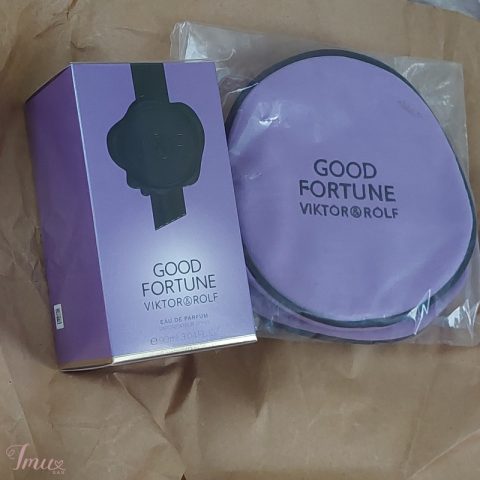 GOOD
FORTUNE
VIKTOR&ROLF
EAU DE PARFUM
GOOD
FORTUNE
VIKTOR&ROLF
Imu